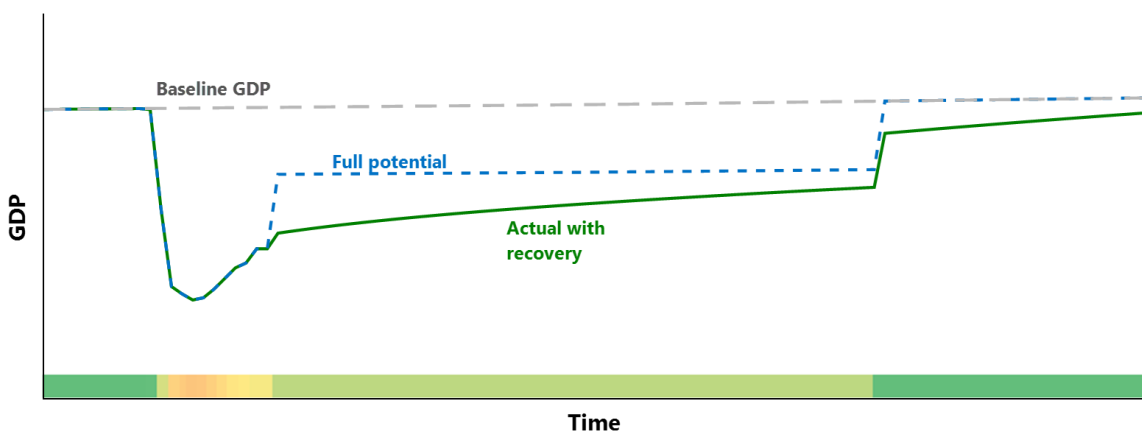 Baseline GDP
Full potential
Actual with
recovery
GDP
Time